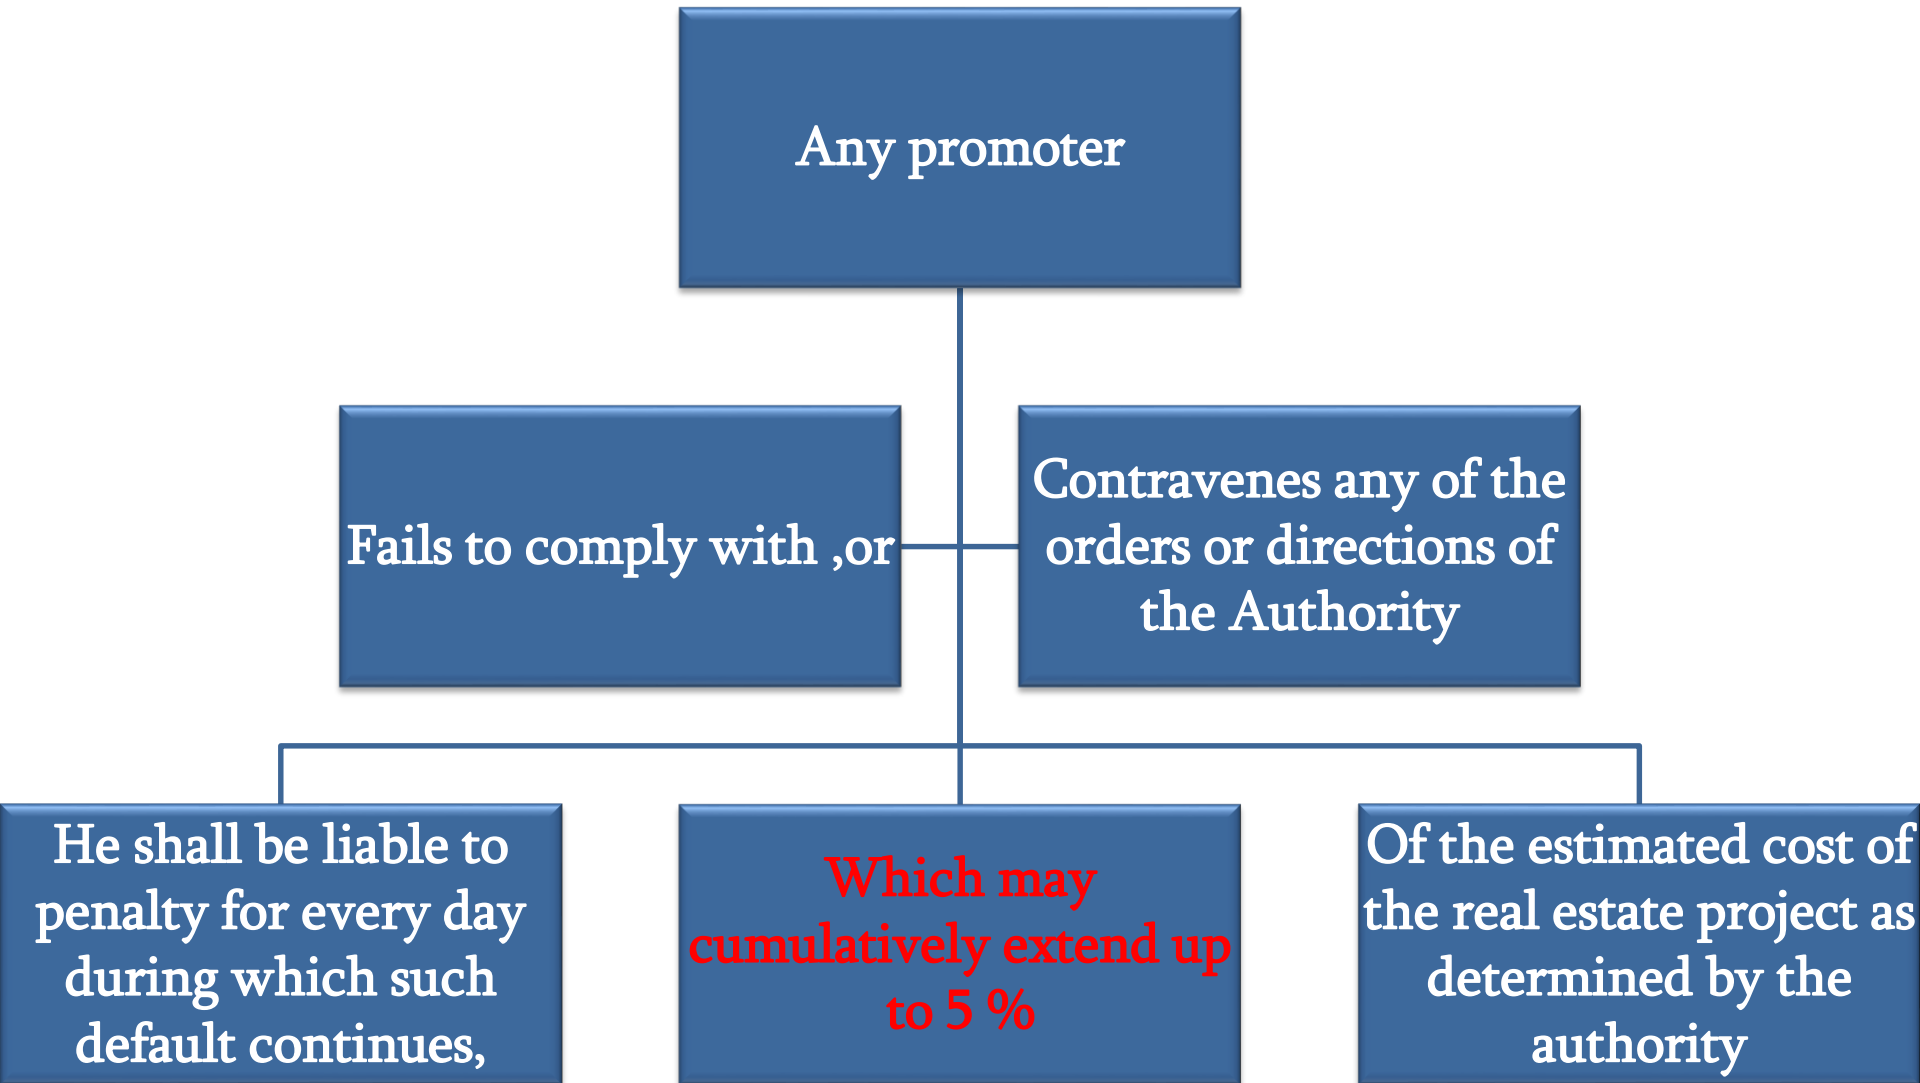 Any promoter
Fails to comply with ,or
Contravenes any of the
orders or directions of
the Authority
He shall be liable to
penalty for every day
during which such
default continues,
Which may
cumulatively extend up
to 5 %
Of the estimated cost of
the real estate project as
determined by the
authority